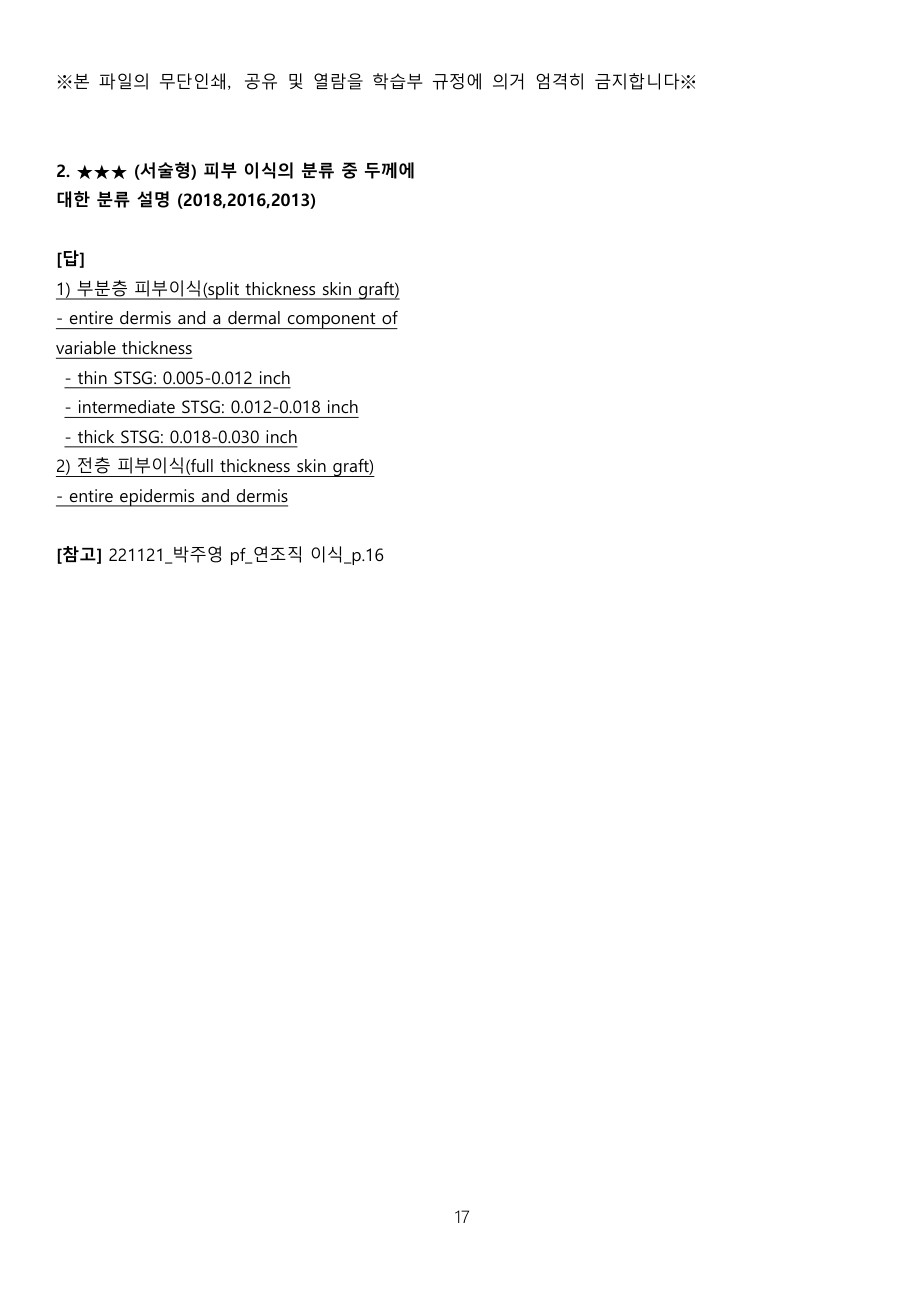 ※본 파일의 무단인쇄, 공유 및 열람을 학습부 규정에 의거 엄격히 금지합니다※
2. ★★★ (서술형) 피부 이식의 분류 중 두께에
대한 분류 설명 (2018,2016,2013)
[답]
1) 부분층 피부이식(split thickness skin graft)
- entire dermis and a dermal component of
variable thickness
- thin STSG: 0.005-0.012 inch
- intermediate STSG: 0.012-0.018 inch
- thick STSG: 0.018-0.030 inch
2) 전층 피부이식(full thickness skin graft)
- entire epidermis and dermis
[참고] 221121_박주영 pf_연조직 이식_p.16
17